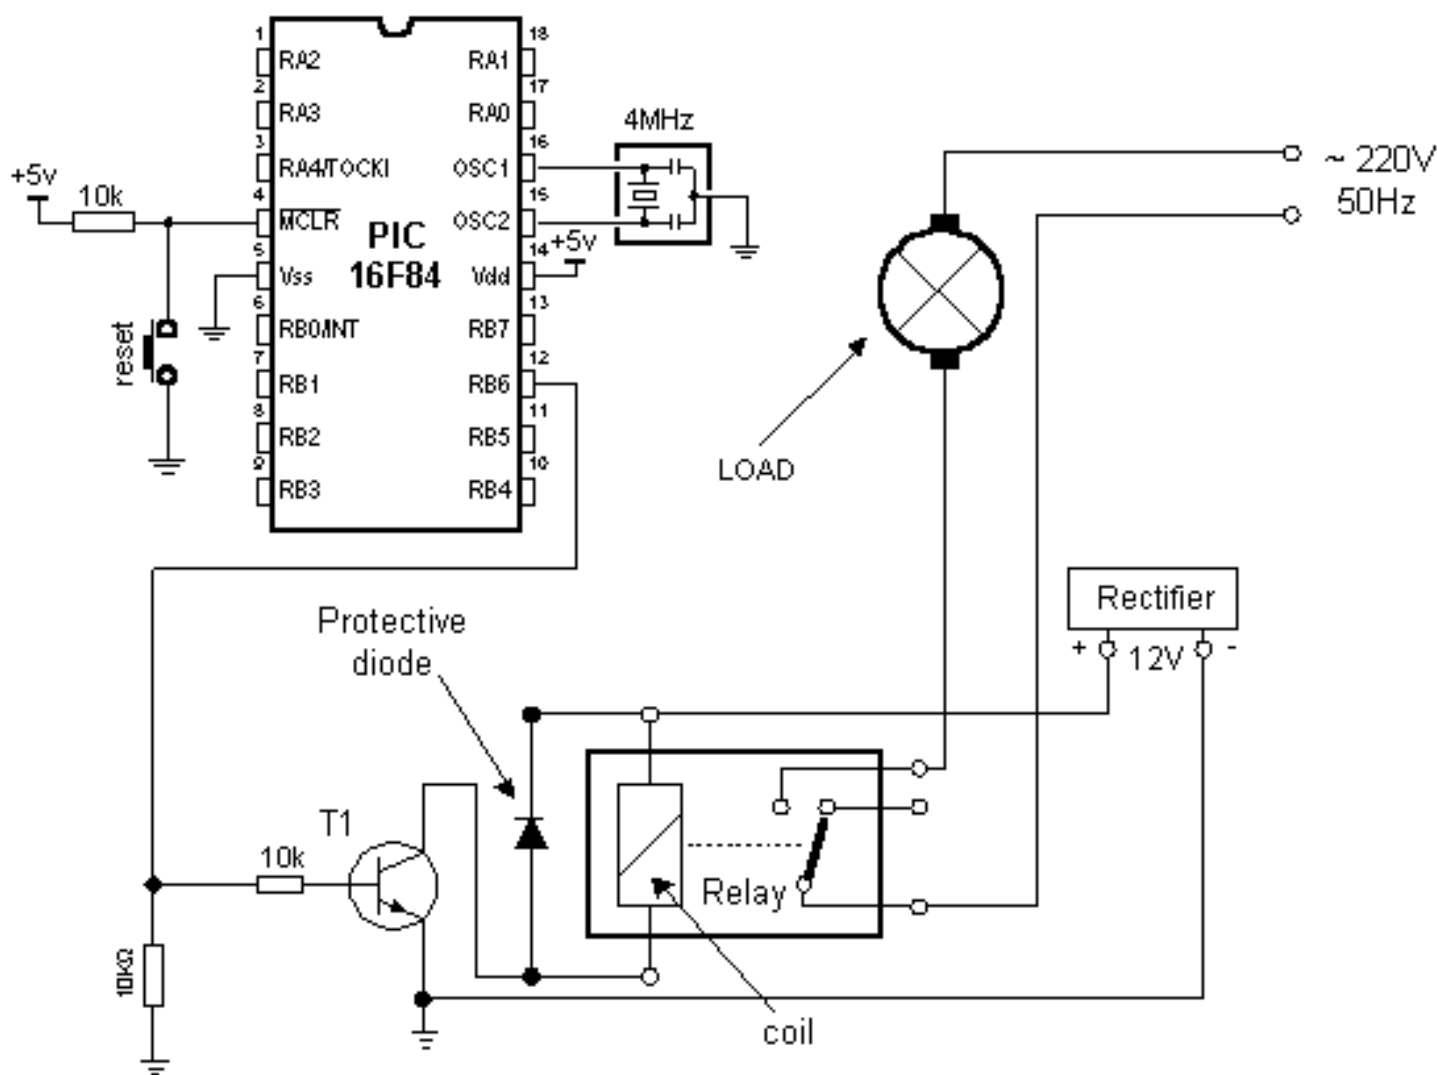 1
RA2
2
RA3
3
RA4/TOCKI
4
MCLR
5
Vss
6
RB0/INT
7
RB1
8
RB2
9
RB3
18
RA1
17
RA0
16
OSC1
15
OSC2
14
Vdd
13
RB7
12
RB6
11
RB5
10
RB4
PIC
16F84
+5v
10k
reset
4MHz
+5v
~ 220V
50Hz
LOAD
Rectifier
+ 12V -
Protective
diode
T1
10k
10KΩ
Relay
coil